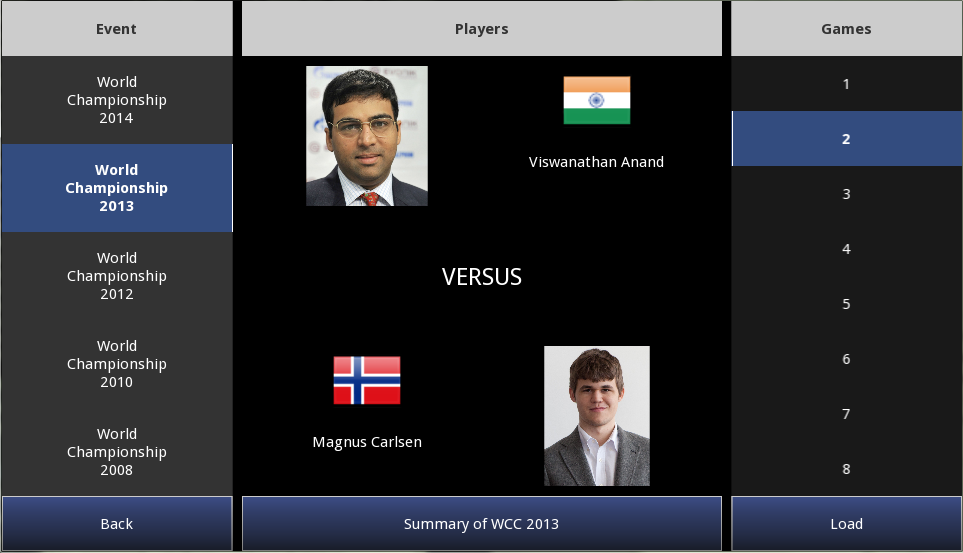 Event
Players
Games
World
Championship
2014
World
Championship
2013
World
Championship
2012
World
Championship
2010
World
Championship
2008
Viswanathan Anand
VERSUS
Magnus Carlsen
1
2
3
4
5
6
7
8
Back
Summary of WCC 2013
Load